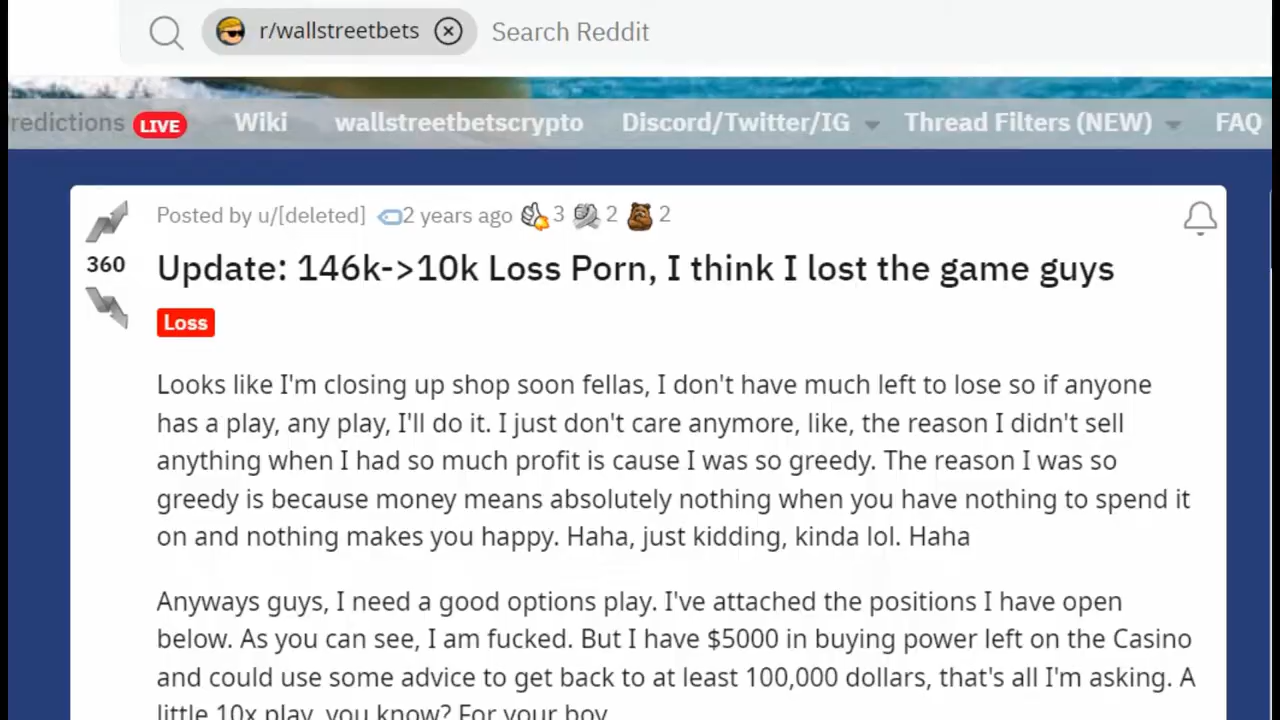 r/wallstreetbets Search Reddit
redictions LIVE Wiki wallstreetbetscrypto Discord/Twitter/IG Thread Filters (NEW) FAQ
Posted by u/[deleted] 2 years ago 3 2 2
360
Update: 146k->10k Loss Porn, I think I lost the game guys
Loss
Looks like I'm closing up shop soon fellas, I don't have much left to lose so if anyone
has a play, any play, I'll do it. I just don't care anymore, like, the reason I didn't sell
anything when I had so much profit is cause I was so greedy. The reason I was so
greedy is because money means absolutely nothing when you have nothing to spend it
on and nothing makes you happy. Haha, just kidding, kinda lol. Haha
Anyways guys, I need a good options play. I've attached the positions I have open
below. As you can see, I am fucked. But I have $5000 in buying power left on the Casino
and could use some advice to get back to at least 100,000 dollars, that's all I'm asking. A
little 10x play, you know? For your boy